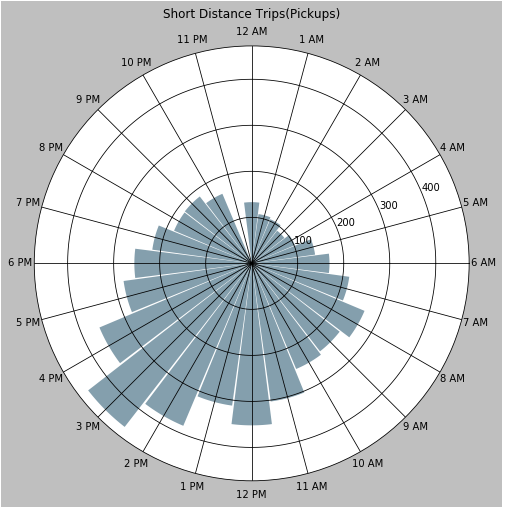 Short Distance Trips(Pickups)
12 AM
11 PM
1 AM
10 PM
2 AM
9 PM
3 AM
8 PM
4 AM
400
7 PM
5 AM
300
200
100
6 PM
6 AM
5 PM
7 AM
4 PM
8 AM
3 PM
9 AM
2 PM
10 AM
1 PM
11 AM
12 PM